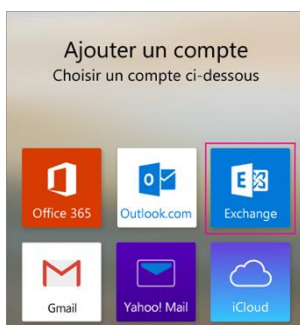 Ajouter un compte
Choisir un compte ci-dessous
Office 365
Outlook.com
Exchange
Gmail
Yahoo! Mail
iCloud